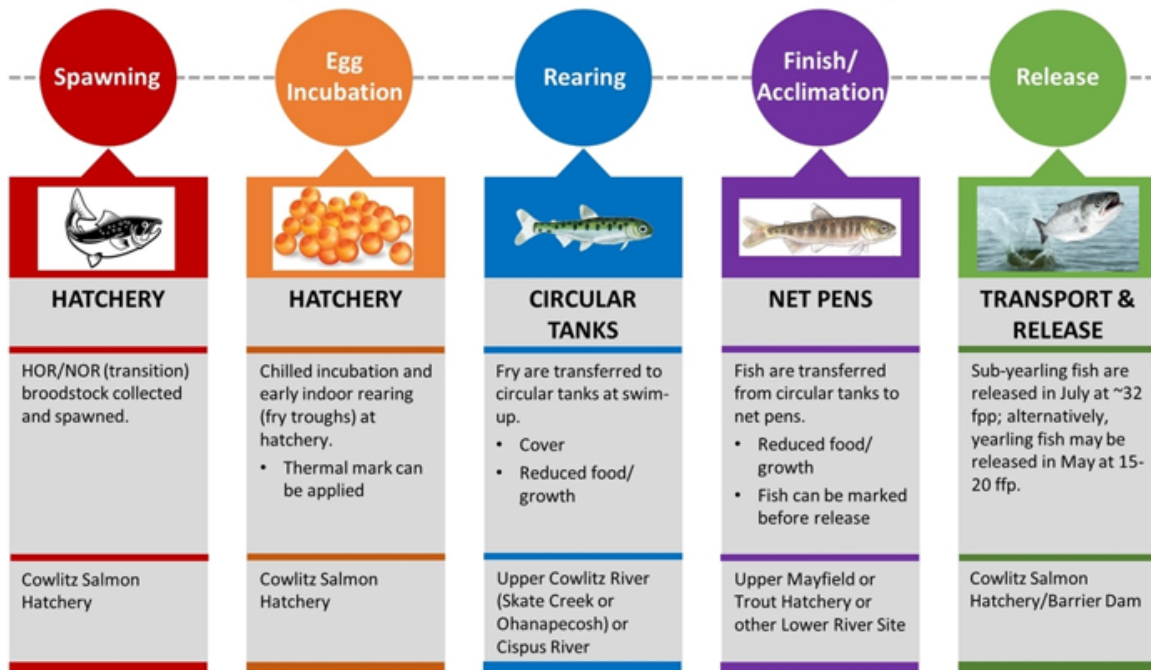 Spawning
Egg
Incubation
Rearing
Finish/
Acclimation
Release
HATCHERY
HATCHERY
CIRCULAR
TANKS
NET PENS
TRANSPORT &
RELEASE
HOR/NOR (transition)
broodstock collected
and spawned.
Chilled incubation and
early indoor rearing
(fry troughs) at
hatchery.
• Thermal mark can
be applied
Fry are transferred to
circular tanks at swim-
up.
• Cover
• Reduced food/
growth
Fish are transferred
from circular tanks to
net pens.
• Reduced food/
growth
• Fish can be marked
before release
Sub-yearling fish are
released in July at ~32
fpp; alternatively,
yearling fish may be
released in May at 15-
20 ffp.
Cowlitz Salmon
Hatchery
Cowlitz Salmon
Hatchery
Upper Cowlitz River
(Skate Creek or
Ohanapecosh) or
Cispus River
Upper Mayfield or
Trout Hatchery or
other Lower River Site
Cowlitz Salmon
Hatchery/Barrier Dam